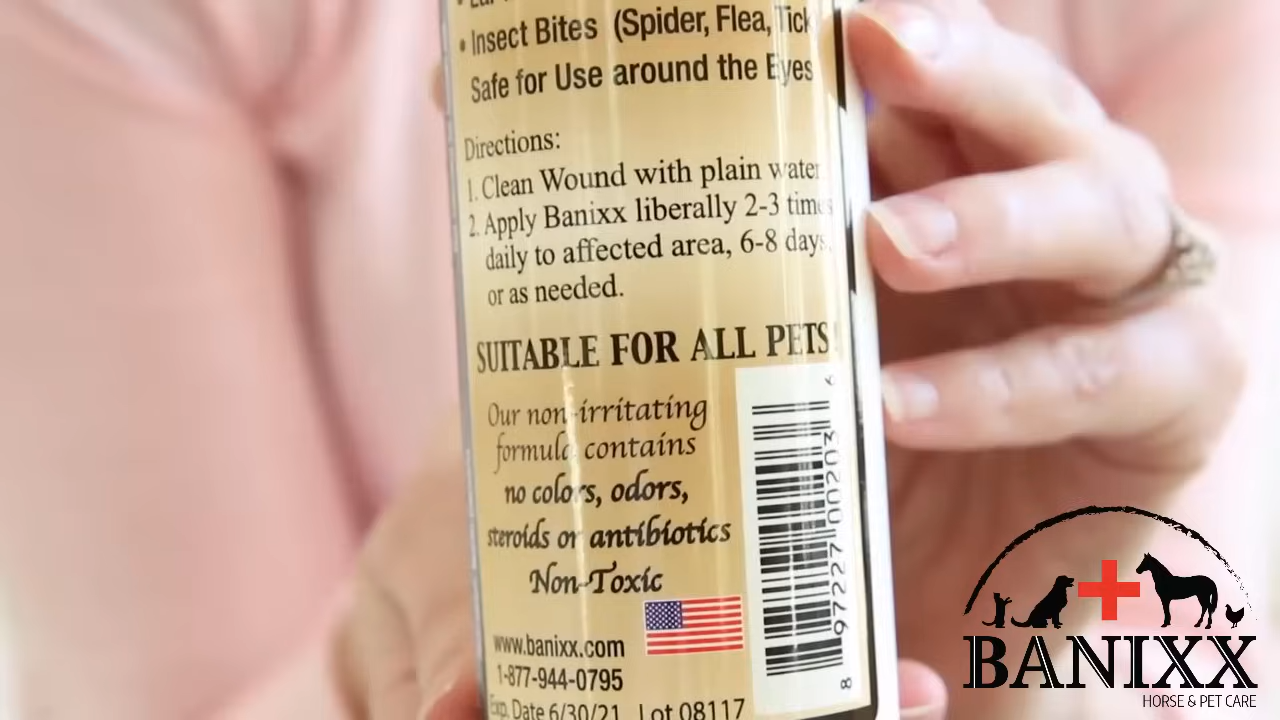 • Insect Bites (Spider, Flea, Tick
Safe for Use around the Eyes
Directions:
1. Clean Wound with plain water
2. Apply Banixx liberally 2-3 times
daily to affected area, 6-8 days,
or as needed.
SUITABLE FOR ALL PETS!
Our non-irritating
formula contains
no colors, odors,
steroids or antibiotics
Non-Toxic
www.banixx.com
1-877-944-0795
Exp. Date 6/30/21 Lot 08117
8 97227 00203 6
BANIXX
HORSE & PET CARE